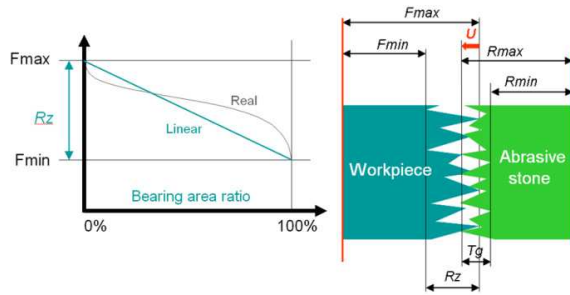 Fmax
Rz
Fmin
Real
Linear
Bearing area ratio
0%
100%
Fmax
U
Fmin
Rmax
Rmin
Workpiece
Abrasive
stone
Tg
Rz